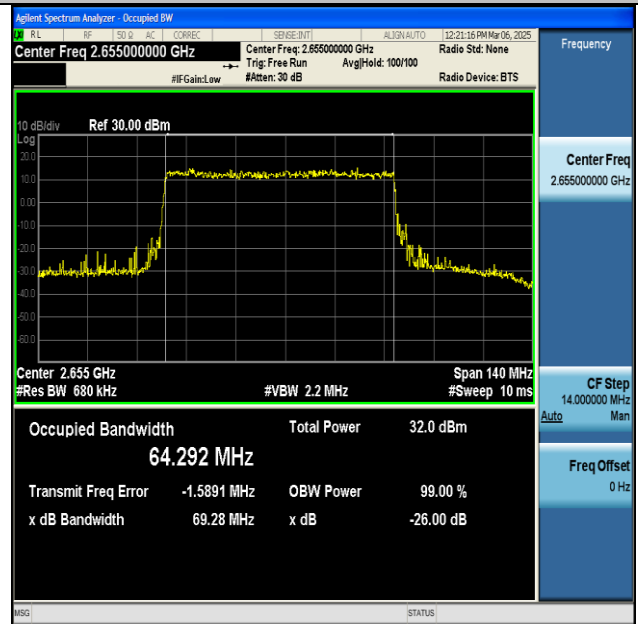 Agilent Spectrum Analyzer - Occupied BW
LXI RL RF 50 Ω AC CORREC SENSE:INT ALIGN AUTO 12:21:16 PM Mar 06, 2025
Center Freq 2.655000000 GHz
Center Freq: 2.655000000 GHz
Radio Std: None
Trig: Free Run Avg|Hold: 100/100
#IFGain:Low
#Atten: 30 dB
Radio Device: BTS
Frequency
10 dB/div Ref 30.00 dBm
Log
20.0
10.0
0.00
-10.0
-20.0
-30.0
-40.0
-50.0
-60.0
Center 2.655 GHz Span 140 MHz
#Res BW 680 kHz #VBW 2.2 MHz #Sweep 10 ms
Occupied Bandwidth Total Power 32.0 dBm
64.292 MHz
Transmit Freq Error -1.5891 MHz OBW Power 99.00 %
x dB Bandwidth 69.28 MHz x dB -26.00 dB
Center Freq
2.655000000 GHz
CF Step
14.000000 MHz
Auto Man
Freq Offset
0 Hz
MSG STATUS